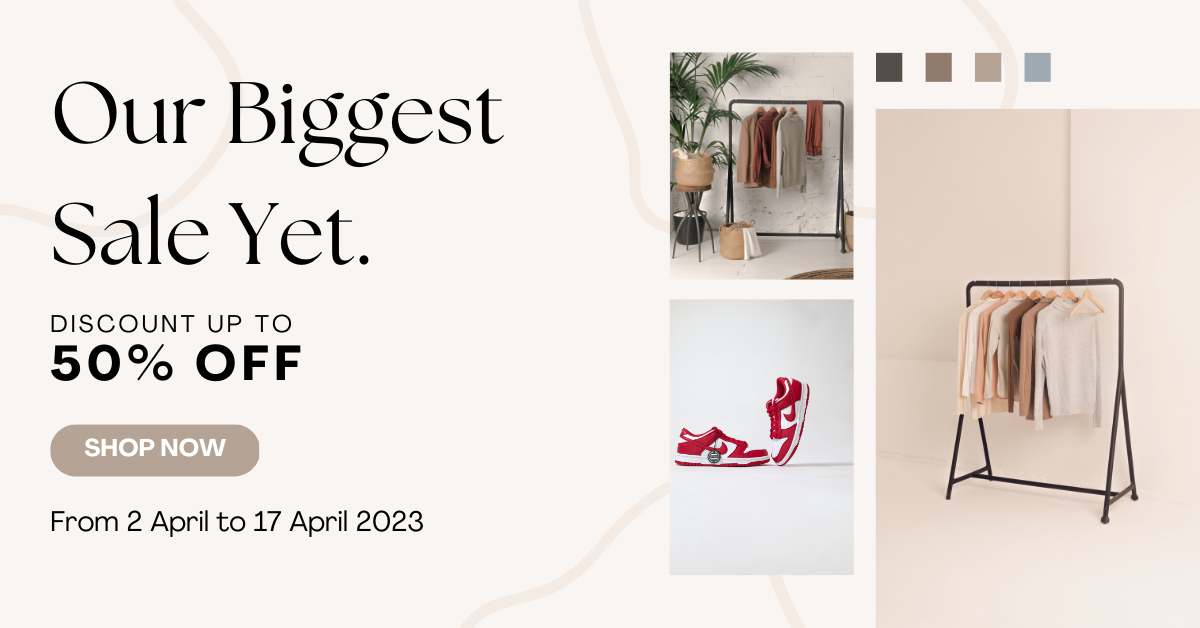 Our Biggest
Sale Yet.
DISCOUNT UP TO
50% OFF
SHOP NOW
From 2 April to 17 April 2023